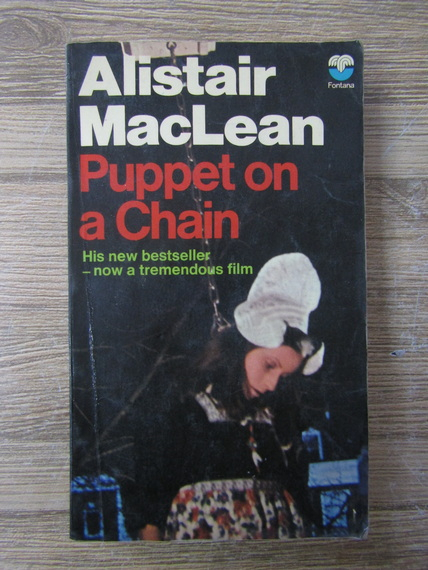 Alistair
MacLean
Fontana
Puppet on
a Chain
His new bestseller
– now a tremendous film